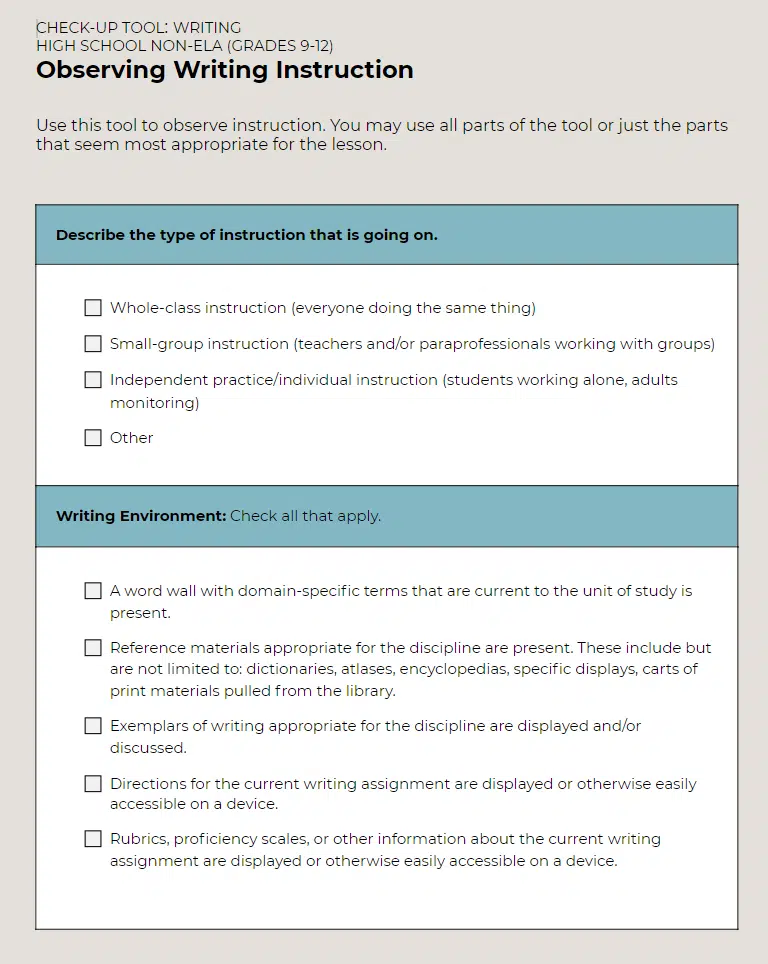 CHECK-UP TOOL: WRITING
HIGH SCHOOL NON-ELA (GRADES 9-12)
Observing Writing Instruction
Use this tool to observe instruction. You may use all parts of the tool or just the parts
that seem most appropriate for the lesson.
Describe the type of instruction that is going on.
Whole-class instruction (everyone doing the same thing)
Small-group instruction (teachers and/or paraprofessionals working with groups)
Independent practice/individual instruction (students working alone, adults
monitoring)
Other
Writing Environment: Check all that apply.
A word wall with domain-specific terms that are current to the unit of study is
present.
Reference materials appropriate for the discipline are present. These include but
are not limited to: dictionaries, atlases, encyclopedias, specific displays, carts of
print materials pulled from the library.
Exemplars of writing appropriate for the discipline are displayed and/or
discussed.
Directions for the current writing assignment are displayed or otherwise easily
accessible on a device.
Rubrics, proficiency scales, or other information about the current writing
assignment are displayed or otherwise easily accessible on a device.